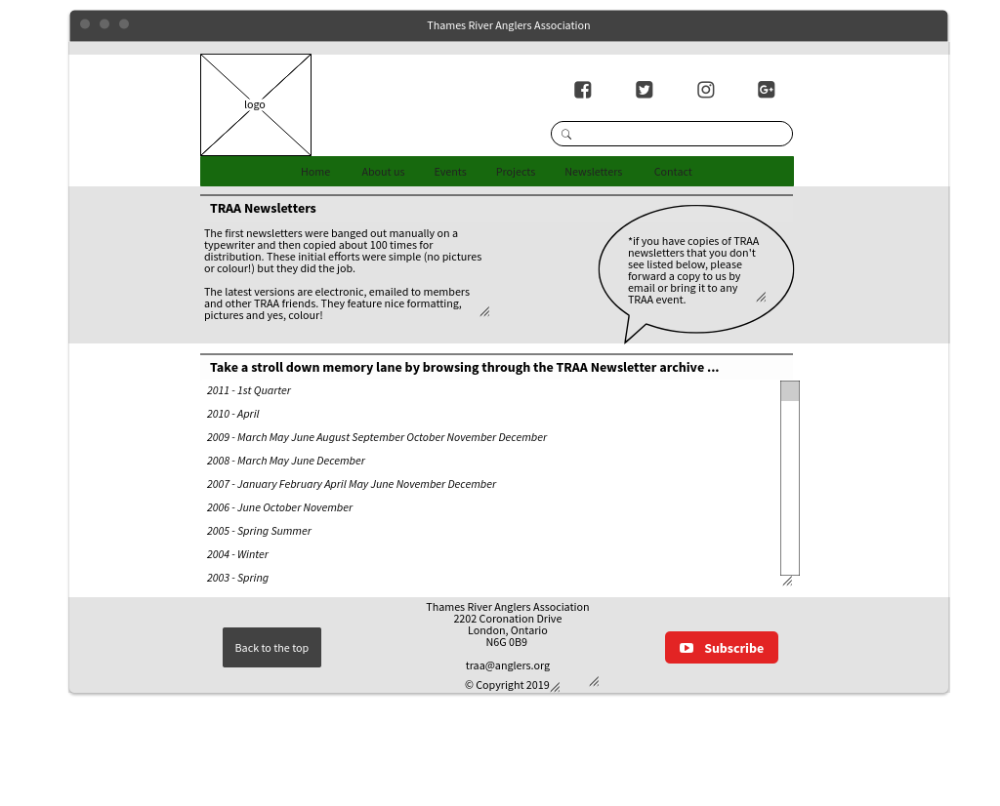 Thames River Anglers Association
logo
Home About us Events Projects Newsletters Contact
TRAA Newsletters
The first newsletters were banged out manually on a
typewriter and then copied about 100 times for
distribution. These initial efforts were simple (no pictures
or colour!) but they did the job.
The latest versions are electronic, emailed to members
and other TRAA friends. They feature nice formatting,
pictures and yes, colour!
*if you have copies of TRAA
newsletters that you don't
see listed below, please
forward a copy to us by
email or bring it to any
TRAA event.
Take a stroll down memory lane by browsing through the TRAA Newsletter archive ...
2011 - 1st Quarter
2010 - April
2009 - March May June August September October November December
2008 - March May June December
2007 - January February April May June November December
2006 - June October November
2005 - Spring Summer
2004 - Winter
2003 - Spring
Back to the top
Thames River Anglers Association
2202 Coronation Drive
London, Ontario
N6G 0B9
traa@anglers.org
© Copyright 2019
Subscribe